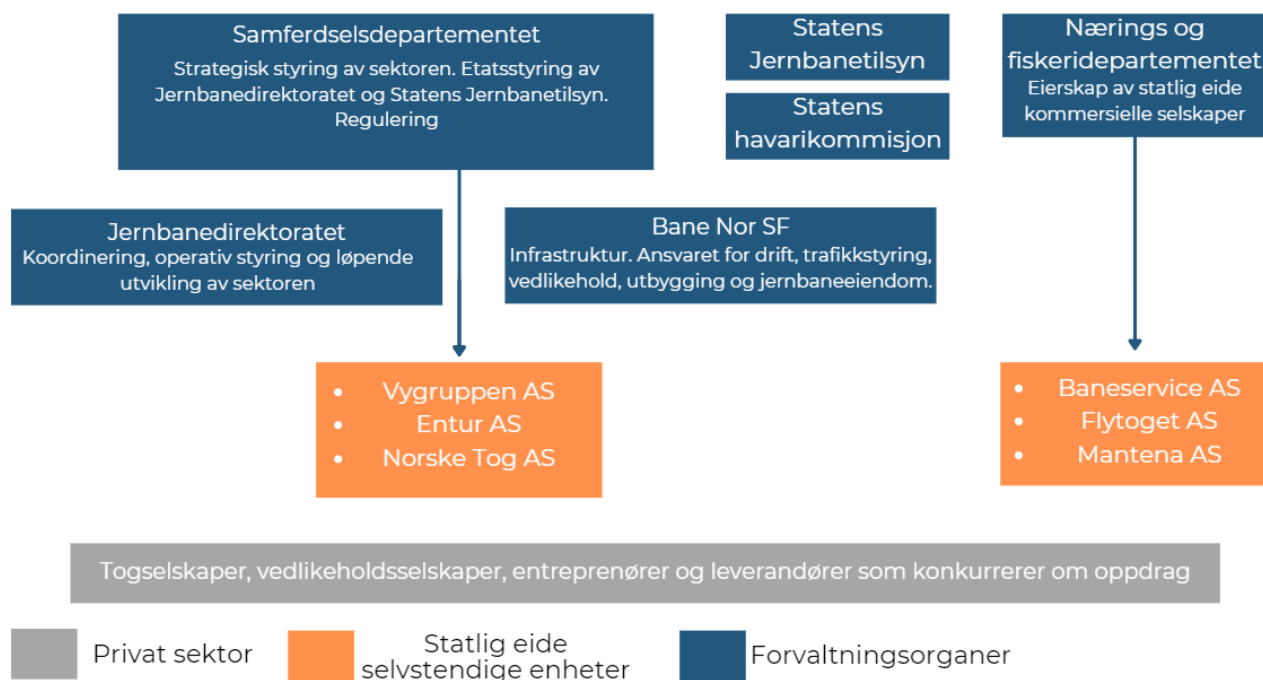 Samferdselsdepartementet
Strategisk styring av sektoren. Etatsstyring av
Jernbanedirektoratet og Statens Jernbanetilsyn.
Regulering
Statens
Jernbanetilsyn
Statens
havarikommisjon
Nærings og
fiskeridepartementet
Eierskap av statlig eide
kommersielle selskaper
Jernbanedirektoratet
Koordinering, operativ styring og løpende
utvikling av sektoren
Bane Nor SF
Infrastruktur. Ansvaret for drift, trafikkstyring,
vedlikehold, utbygging og jernbaneeiendom.
• Vygruppen AS
• Entur AS
• Norske Tog AS
• Baneservice AS
• Flytoget AS
• Mantena AS
Togselskaper, vedlikeholdsselskaper, entreprenører og leverandører som konkurrerer om oppdrag
Privat sektor
Statlig eide
selvstendige enheter
Forvaltningsorganer